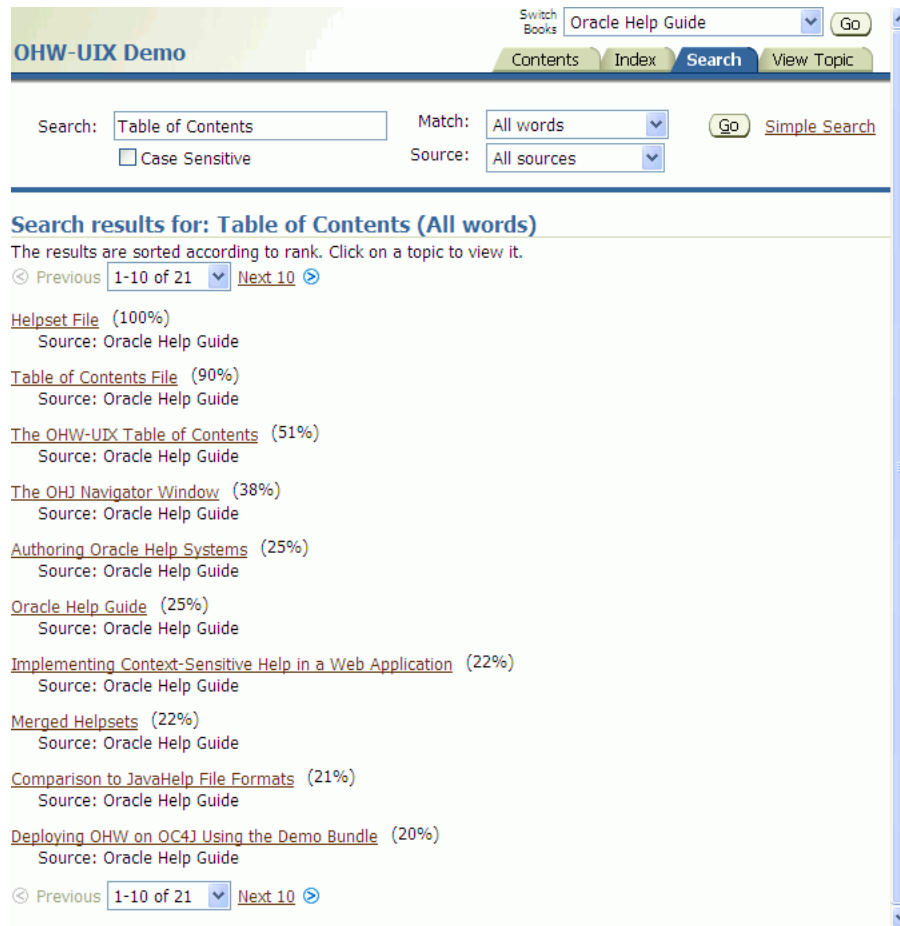 Switch Books Oracle Help Guide Go
OHW-UIX Demo
Contents Index Search View Topic
Search: Table of Contents Match: All words Go Simple Search
Case Sensitive Source: All sources
Search results for: Table of Contents (All words)
The results are sorted according to rank. Click on a topic to view it.
Previous 1-10 of 21 Next 10
Helpset File (100%)
Source: Oracle Help Guide
Table of Contents File (90%)
Source: Oracle Help Guide
The OHW-UIX Table of Contents (51%)
Source: Oracle Help Guide
The OHJ Navigator Window (38%)
Source: Oracle Help Guide
Authoring Oracle Help Systems (25%)
Source: Oracle Help Guide
Oracle Help Guide (25%)
Source: Oracle Help Guide
Implementing Context-Sensitive Help in a Web Application (22%)
Source: Oracle Help Guide
Merged Helpsets (22%)
Source: Oracle Help Guide
Comparison to JavaHelp File Formats (21%)
Source: Oracle Help Guide
Deploying OHW on OC4J Using the Demo Bundle (20%)
Source: Oracle Help Guide
Previous 1-10 of 21 Next 10